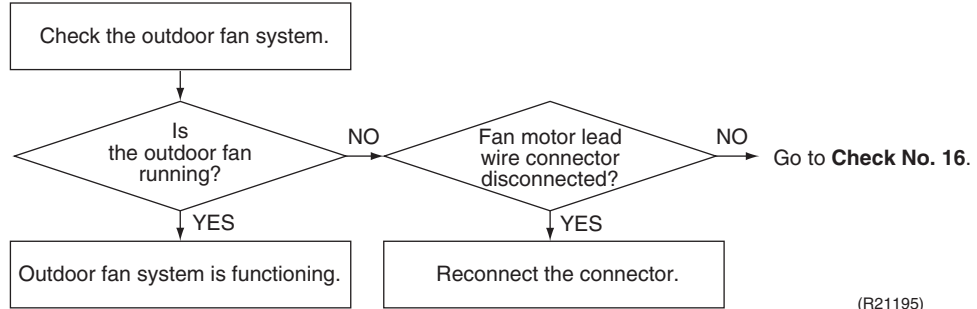 Check the outdoor fan system.
Is
the outdoor fan
running?
NO
Fan motor lead
wire connector
disconnected?
NO
Go to Check No. 16.
YES
YES
Outdoor fan system is functioning.
Reconnect the connector.
(R21195)